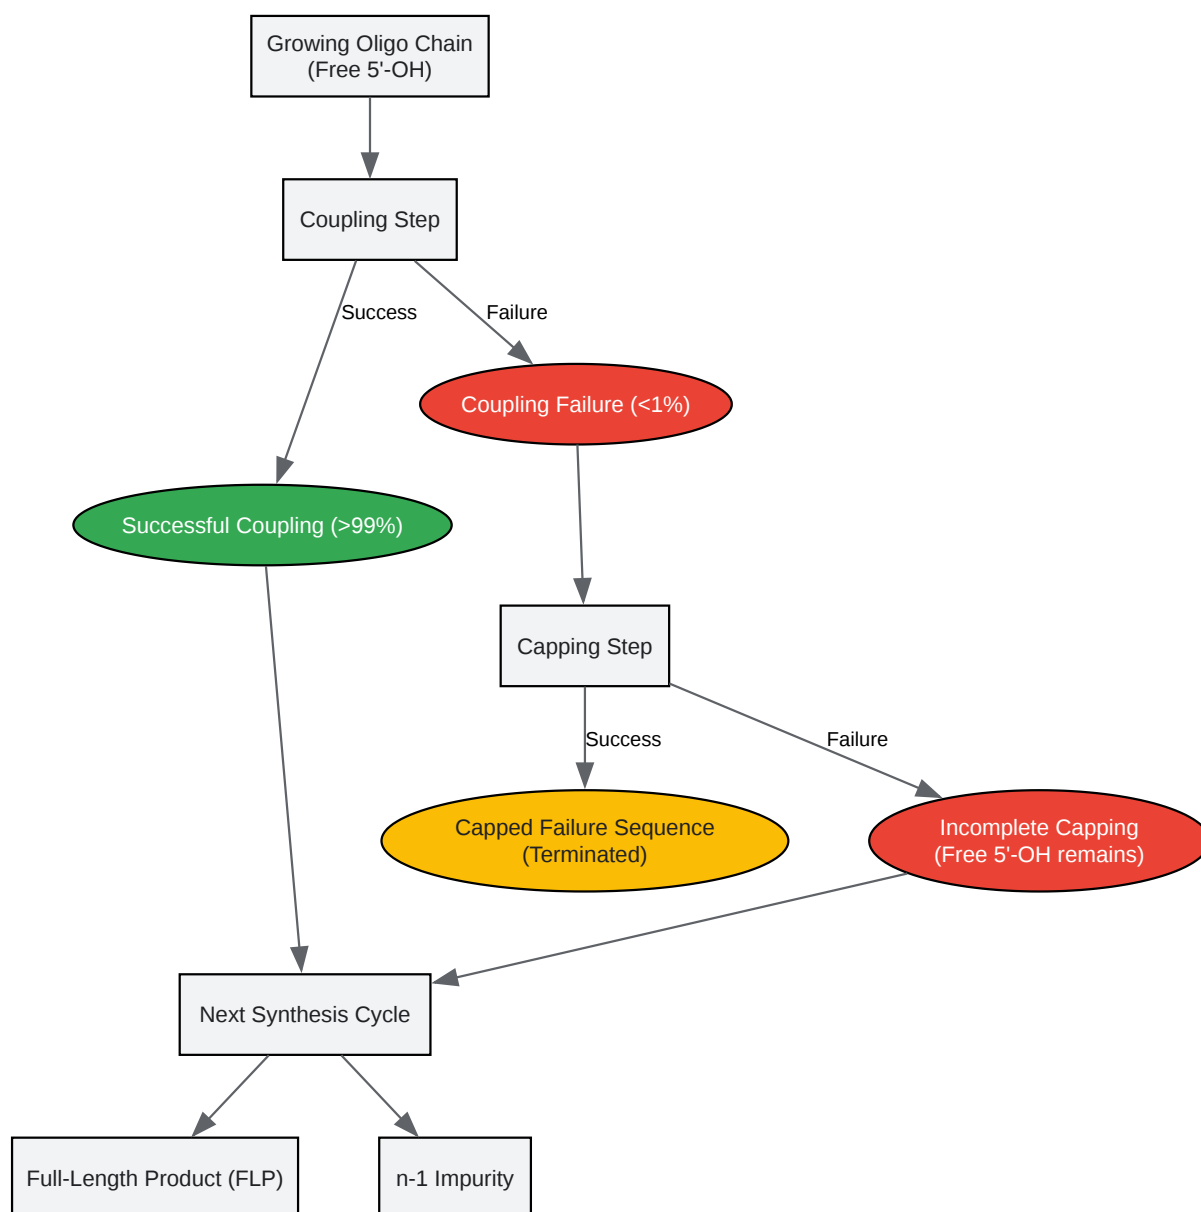 Growing Oligo Chain
(Free 5'-OH)
Coupling Step
Success
Failure
Coupling Failure (<1%)
Successful Coupling (>99%)
Capping Step
Success
Failure
Capped Failure Sequence
(Terminated)
Incomplete Capping
(Free 5'-OH remains)
Next Synthesis Cycle
Full-Length Product (FLP)
n-1 Impurity